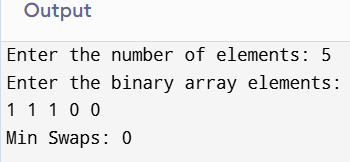 Output
Enter the number of elements: 5
Enter the binary array elements:
1 1 1 0 0
Min Swaps: 0